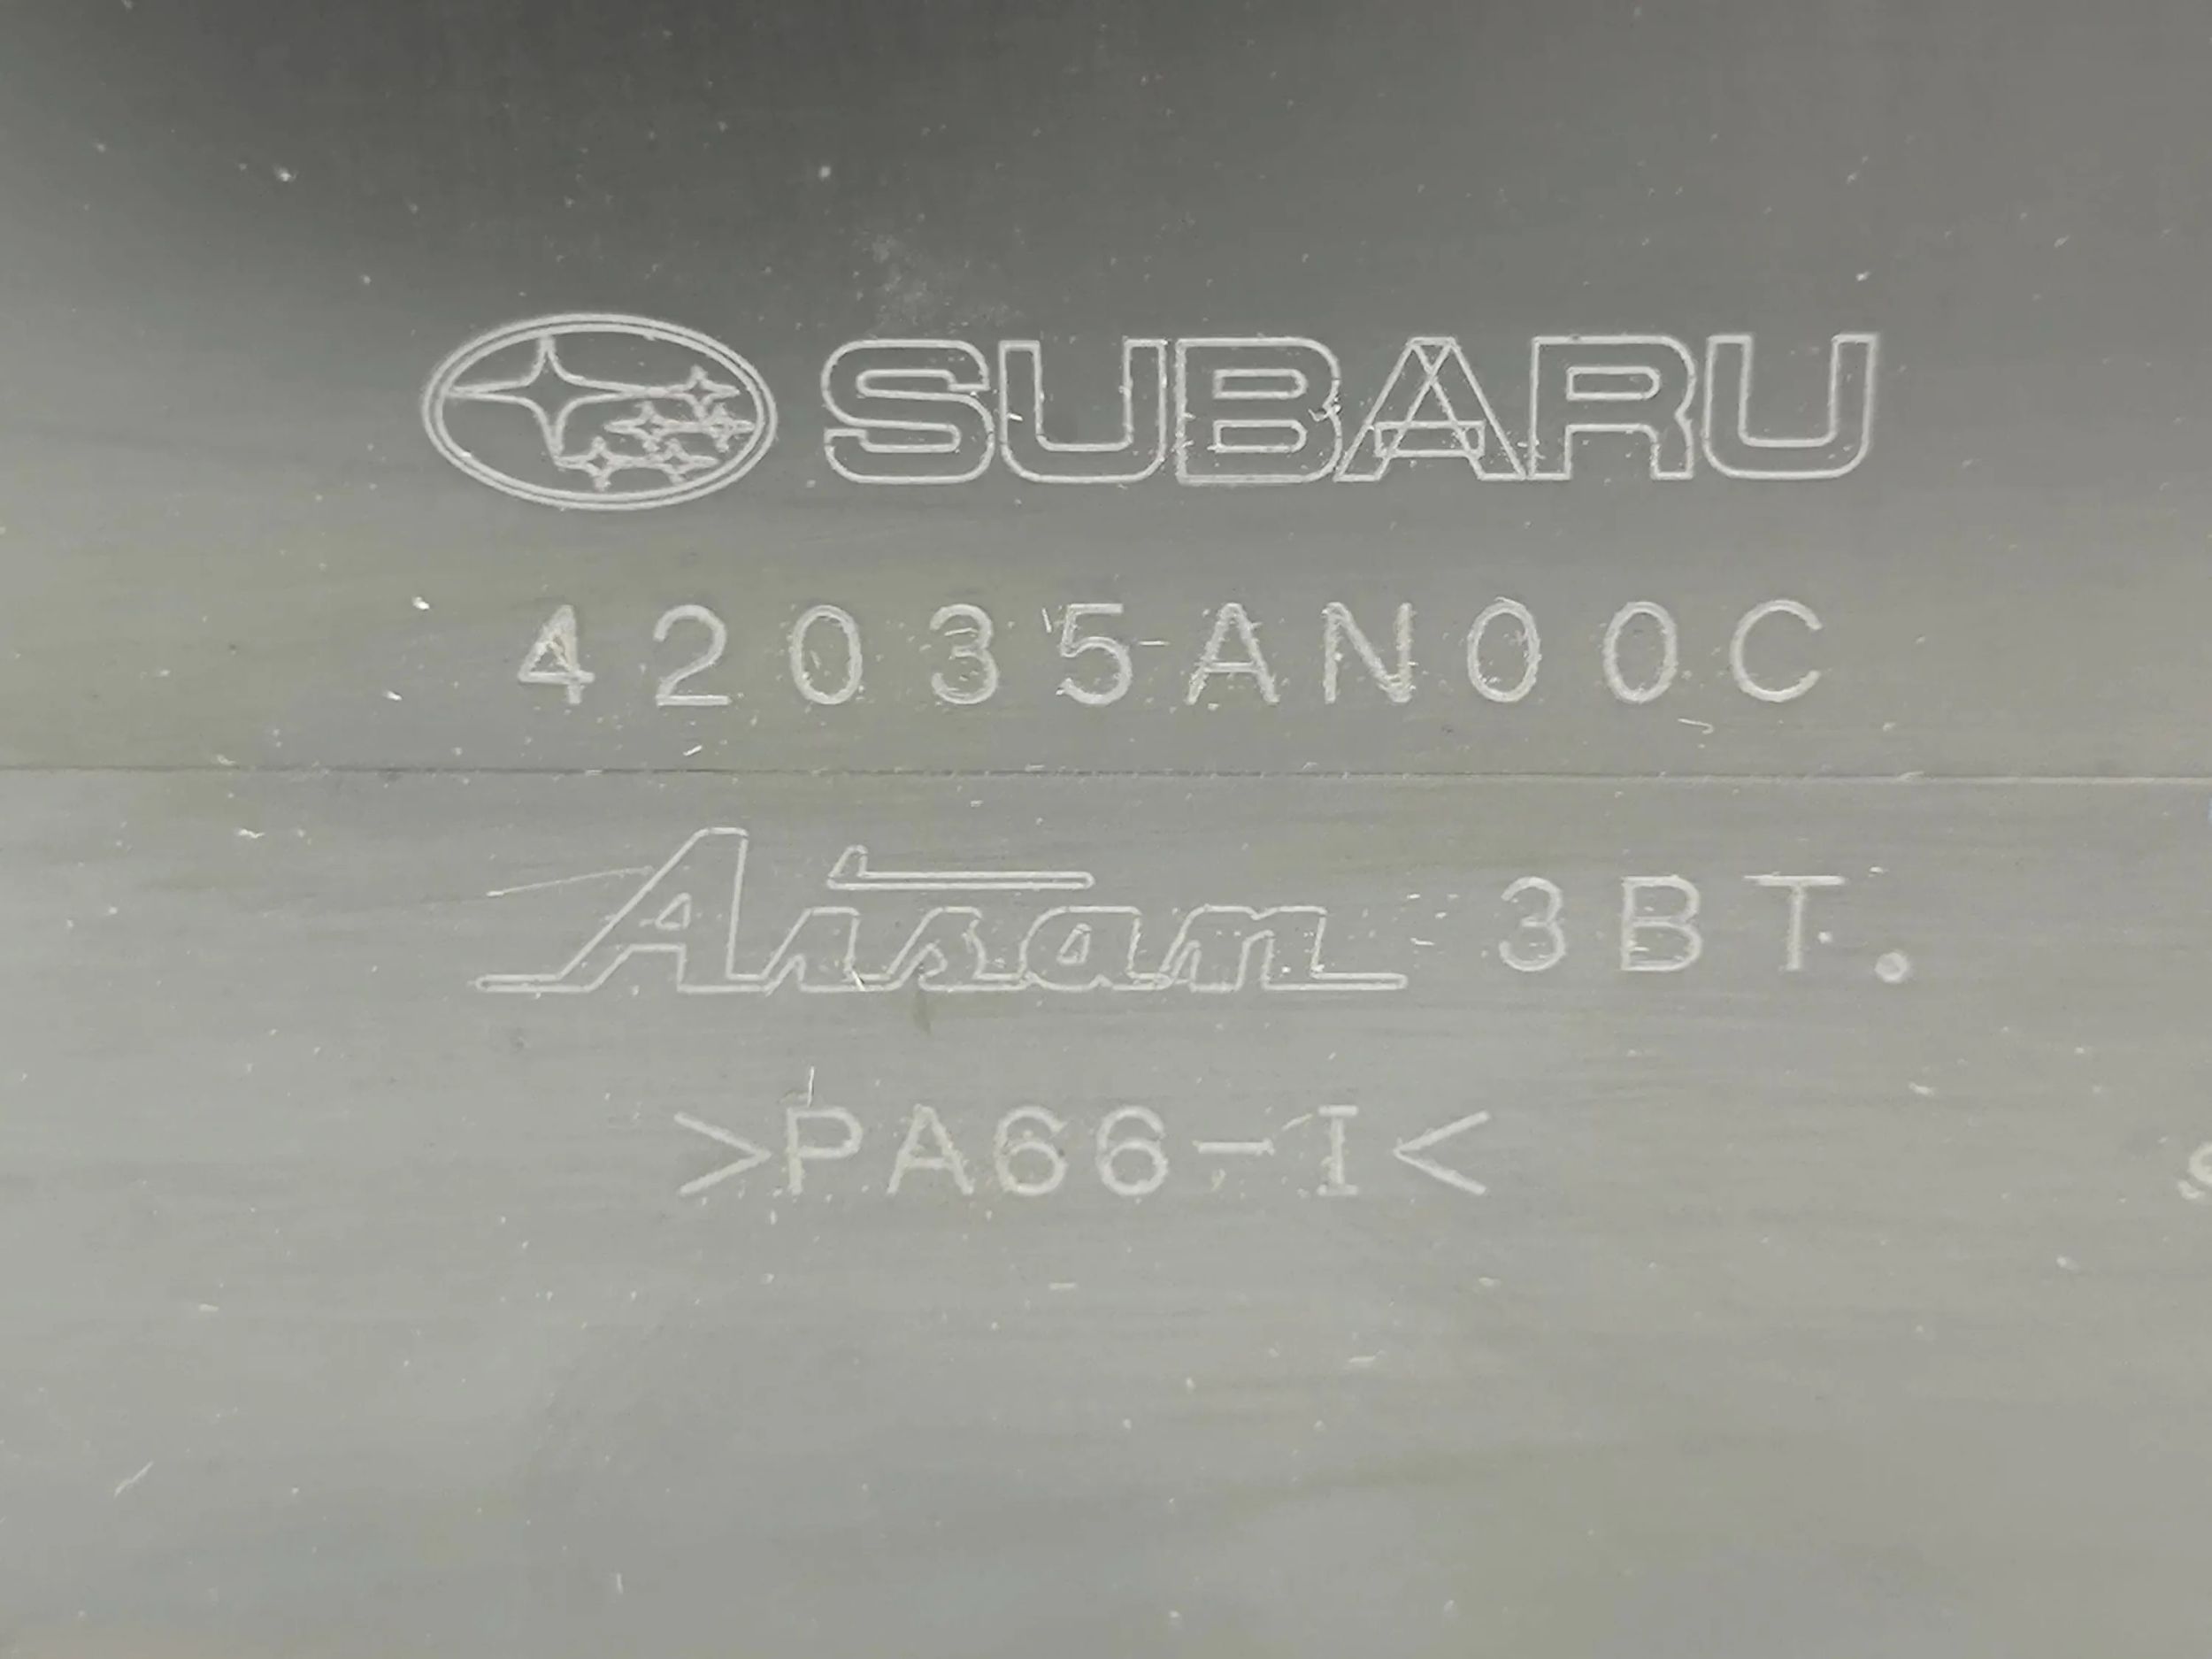 SUBARU
42035AN00C
Aisan 3BT.
>PA66-I<